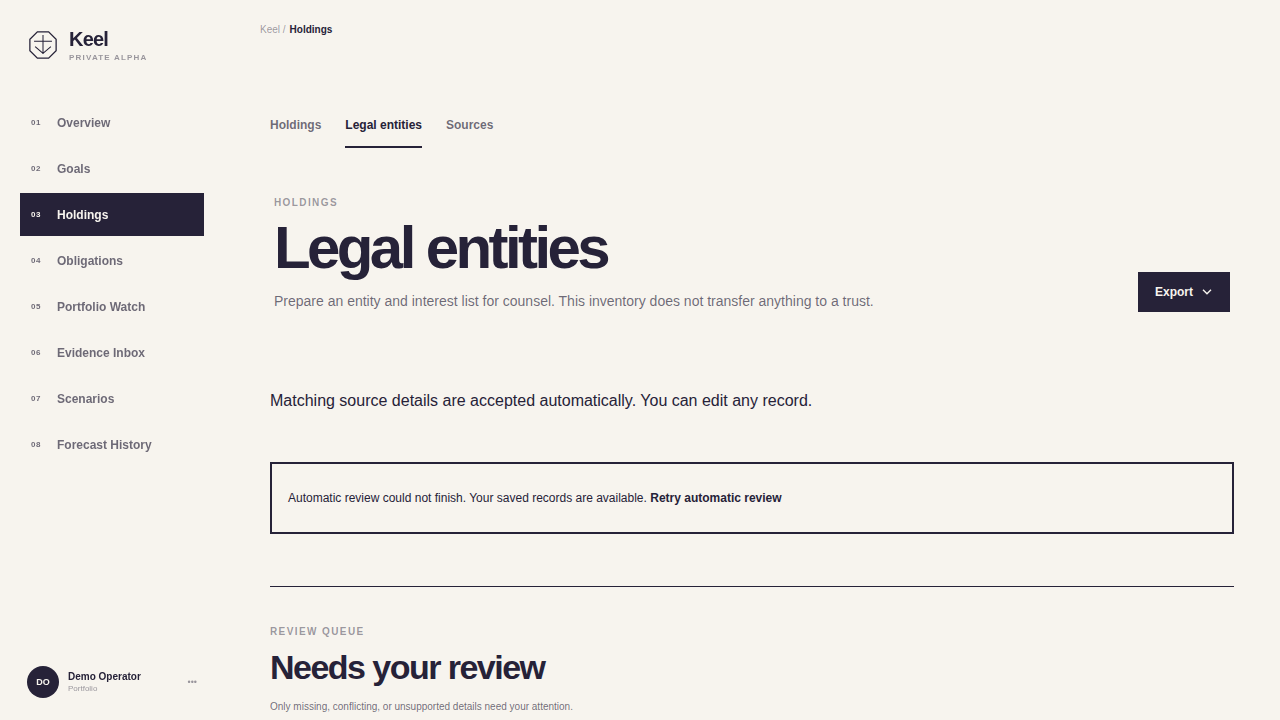 Keel
PRIVATE ALPHA
01 Overview
02 Goals
03 Holdings
04 Obligations
05 Portfolio Watch
06 Evidence Inbox
07 Scenarios
08 Forecast History
DO
Demo Operator
Portfolio
Keel / Holdings
Holdings Legal entities Sources
HOLDINGS
Legal entities
Prepare an entity and interest list for counsel. This inventory does not transfer anything to a trust.
Export
Matching source details are accepted automatically. You can edit any record.
Automatic review could not finish. Your saved records are available. Retry automatic review
REVIEW QUEUE
Needs your review
Only missing, conflicting, or unsupported details need your attention.